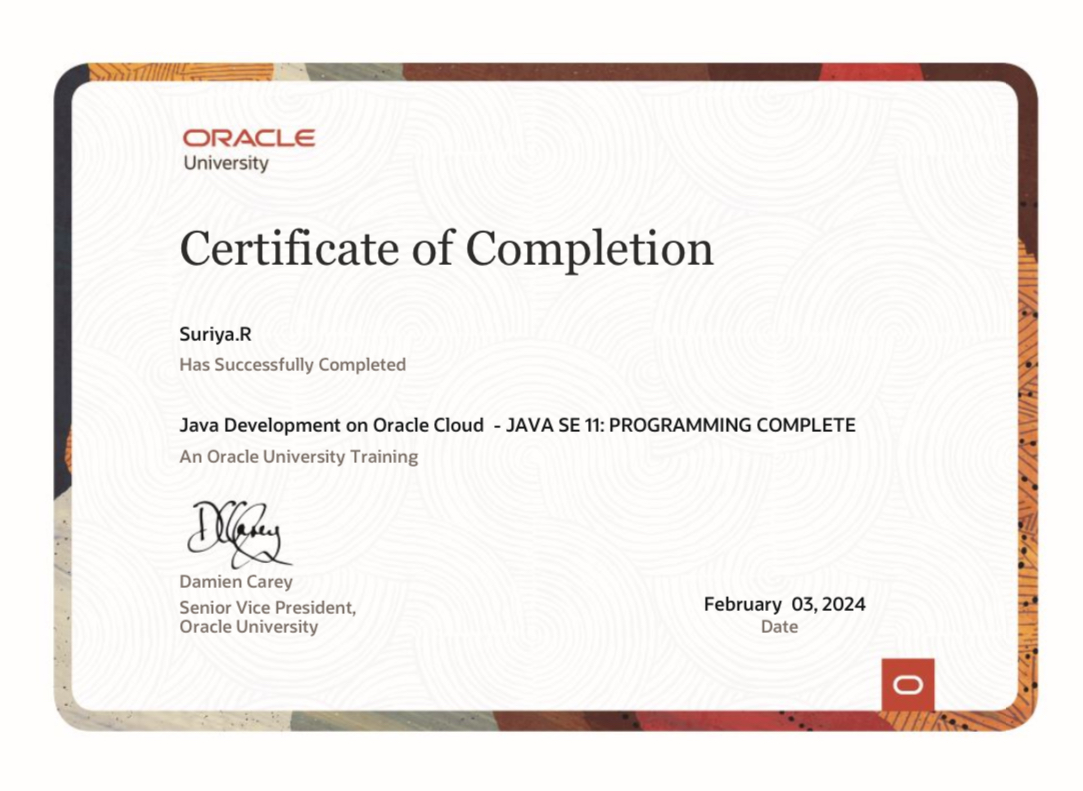 ORACLE
University
Certificate of Completion
Suriya.R
Has Successfully Completed
Java Development on Oracle Cloud - JAVA SE 11: PROGRAMMING COMPLETE
An Oracle University Training
DCCarey
Damien Carey
Senior Vice President,
Oracle University
February 03, 2024
Date